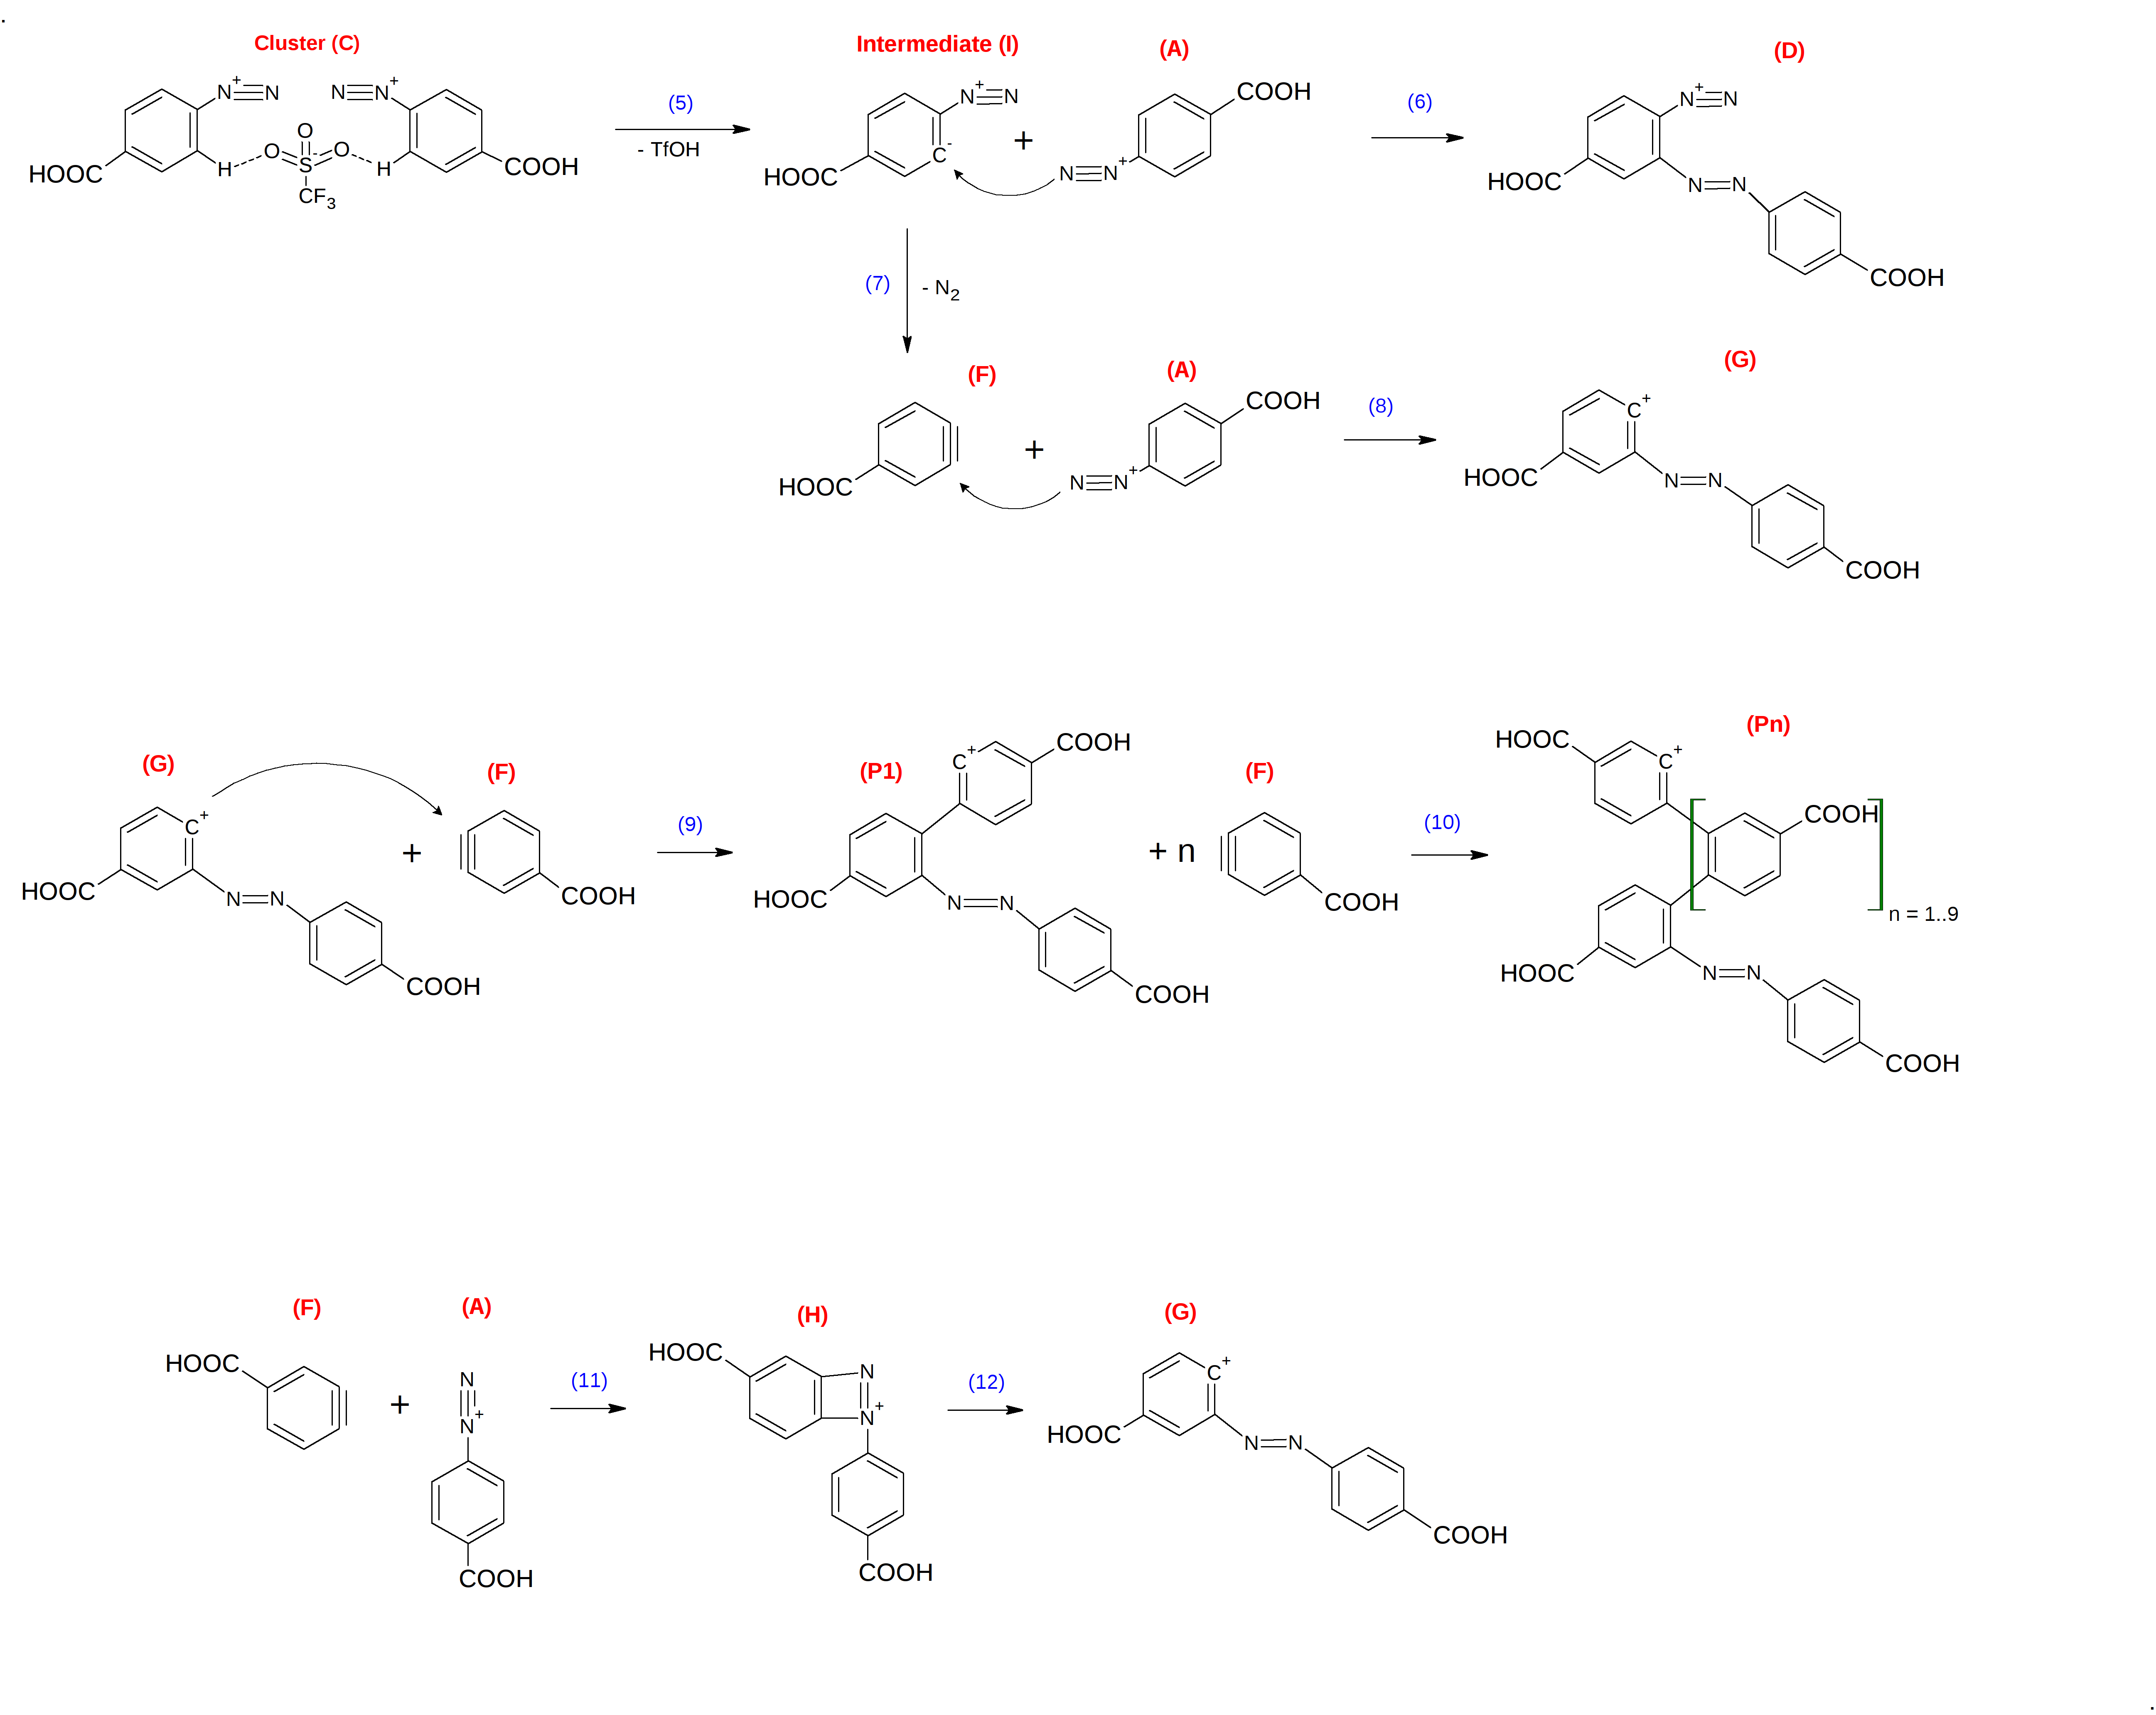 Cluster (C)
Intermediate (I)
(A)
(D)
N+ N
N N+
O
O S O
H H
CF3
HOOC
COOH
(5)
- TfOH
N+ N
C-
HOOC
+
COOH
N N+
(6)
N+ N
HOOC
N N
COOH
(7)
- N2
(F)
(A)
(G)
HOOC
+
COOH
N N+
(8)
C+
HOOC
N N
COOH
(G)
(F)
(P1)
(F)
(Pn)
C+
HOOC
N N
COOH
+
COOH
(9)
C+
COOH
HOOC
N N
COOH
+ n
COOH
(10)
HOOC
C+
COOH
n = 1..9
HOOC
N N
COOH
(F)
(A)
(H)
(G)
HOOC
+
N
N+
COOH
(11)
HOOC
N
N+
COOH
(12)
C+
HOOC
N N
COOH